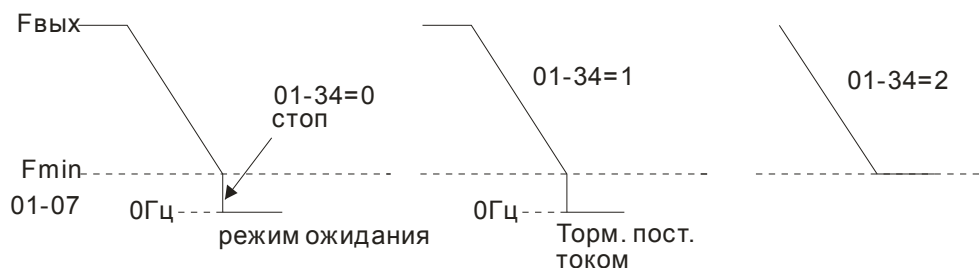 Fвых
01-34=0
стоп
Fmin
01-07
0Гц
режим ожидания
01-34=1
0Гц
Торм. пост.
током
01-34=2